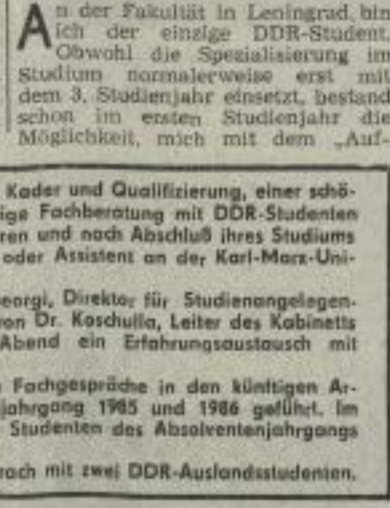 An der Fakultät in Leningrad bin
ich der einzige DDR-Student.
Obwohl die Spezialisierung im
Studium normalerweise erst mit
dem 3. Studienjahr einsetzt, bestand
schon im ersten Studienjahr die
Möglichkeit, mich mit dem „Auf-
Kader und Qualifizierung, einer schö-
ige Fachberatung mit DDR-Studenten
ren und nach Abschluß ihres Studiums
oder Assistent an der Karl-Marx-Uni-
eorgi, Direktor für Studienangelegen-
von Dr. Koschulla, Leiter des Kabinetts
Abend ein Erfahrungsaustausch mit
Fachgespräche in den künftigen Ar-
jahrgang 1985 und 1986 geführt. Im
Studenten des Absolventenjahrgangs
rach mit zwei DDR-Auslandsstudenten.